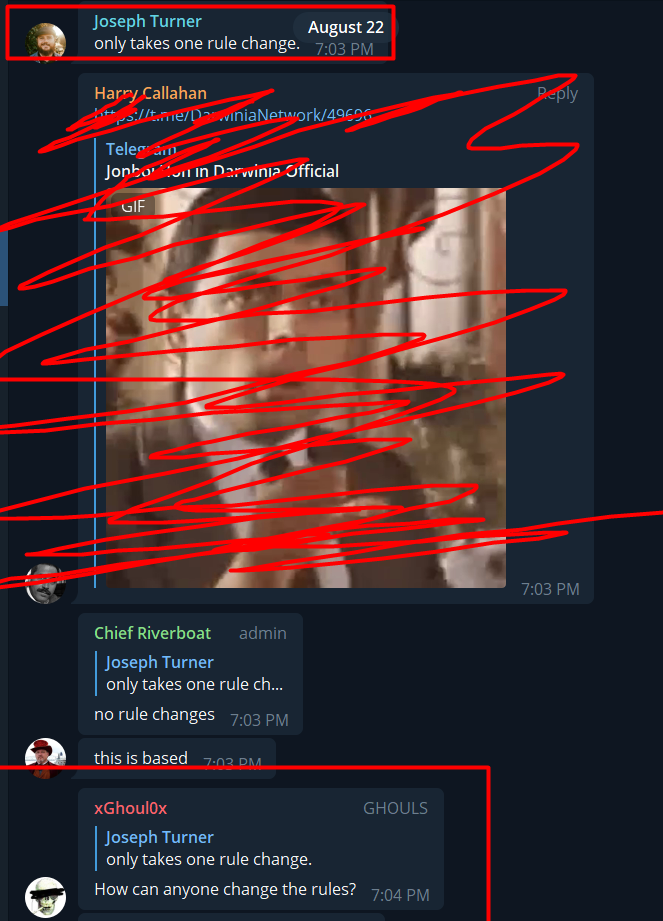 Joseph Turner
August 22
only takes one rule change.
7:03 PM
Harry Callahan
Reply
https://t.me/DarwiniaNetwork/49696
Telegram
in Darwinia Official
GIF
7:03 PM
Chief Riverboat admin
Joseph Turner
only takes one rule ch...
no rule changes 7:03 PM
this is based 7:03 PM
xGhoul0x GHOULS
Joseph Turner
only takes one rule change.
How can anyone change the rules? 7:04 PM